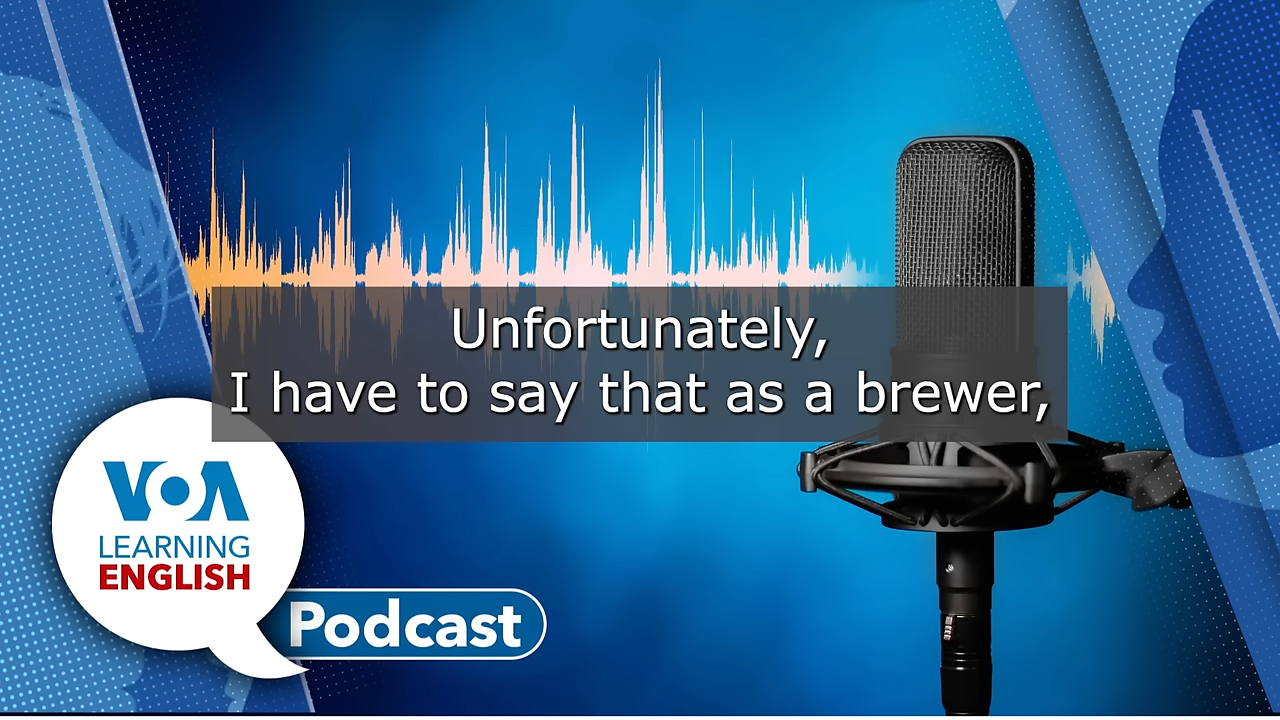 Unfortunately,
I have to say that as a brewer,
VOA
LEARNING
ENGLISH
Podcast